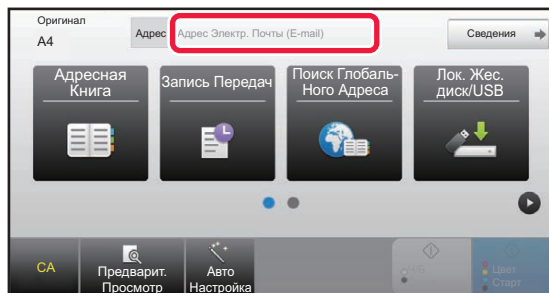 Оригинал
A4
Адрес
Адрес Электр. Почты (E-mail)
Сведения
Адресная
Книга
Запись Передач
Поиск Глобаль-
Ного Адреса
Лок. Жес.
диск/USB
CA
Предварит.
Просмотр
Авто
Настройка
Ч/Б
Старт
Цвет
Старт